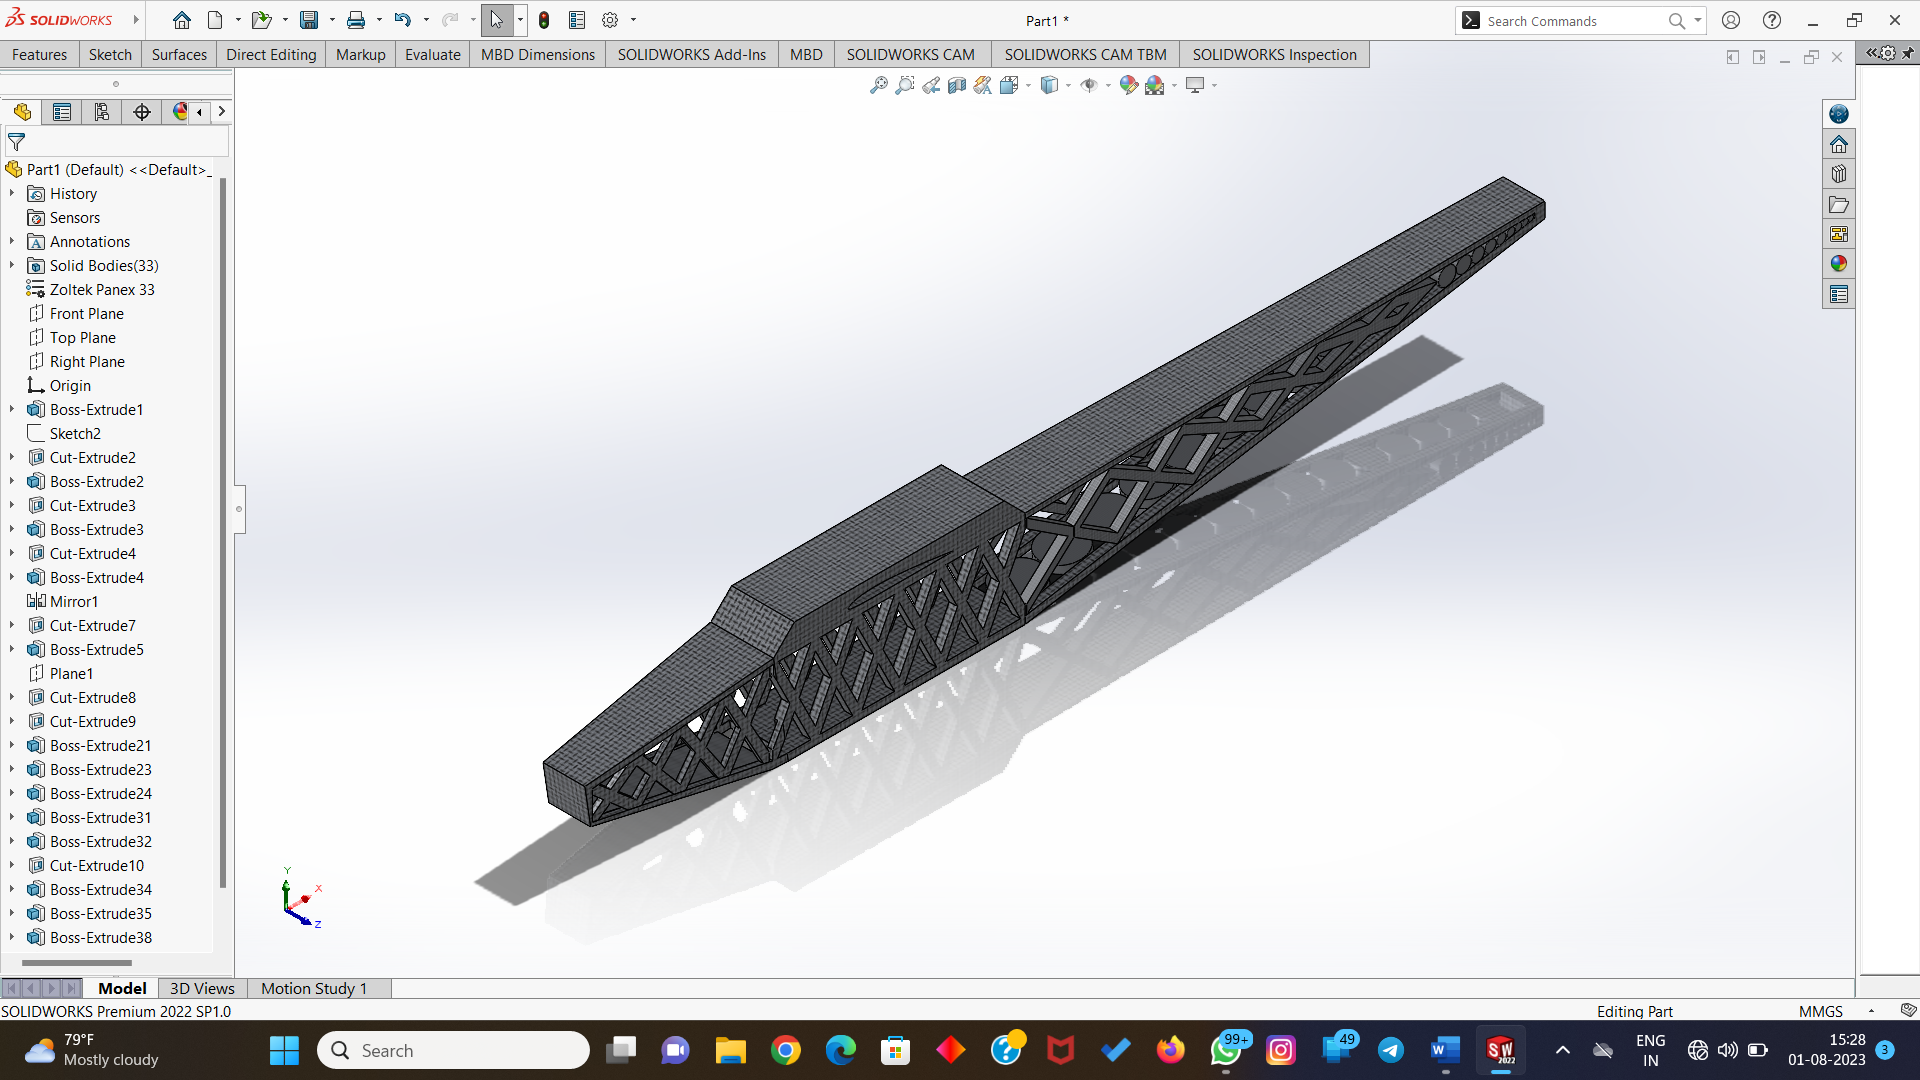 SOLIDWORKS
Part1 *
Search Commands
Features
Sketch
Surfaces
Direct Editing
Markup
Evaluate
MBD Dimensions
SOLIDWORKS Add-Ins
MBD
SOLIDWORKS CAM
SOLIDWORKS CAM TBM
SOLIDWORKS Inspection
Part1 (Default) <<Default>_
History
Sensors
Annotations
Solid Bodies(33)
Zoltek Panex 33
Front Plane
Top Plane
Right Plane
Origin
Boss-Extrude1
Sketch2
Cut-Extrude2
Boss-Extrude2
Cut-Extrude3
Boss-Extrude3
Cut-Extrude4
Boss-Extrude4
Mirror1
Cut-Extrude7
Boss-Extrude5
Plane1
Cut-Extrude8
Cut-Extrude9
Boss-Extrude21
Boss-Extrude23
Boss-Extrude24
Boss-Extrude31
Boss-Extrude32
Cut-Extrude10
Boss-Extrude34
Boss-Extrude35
Boss-Extrude38
Y
X
Z
Model
3D Views
Motion Study 1
SOLIDWORKS Premium 2022 SP1.0
Editing Part
MMGS
79°F
Mostly cloudy
Search
99+
49
W
SW
2022
ENG
IN
15:28
01-08-2023
3